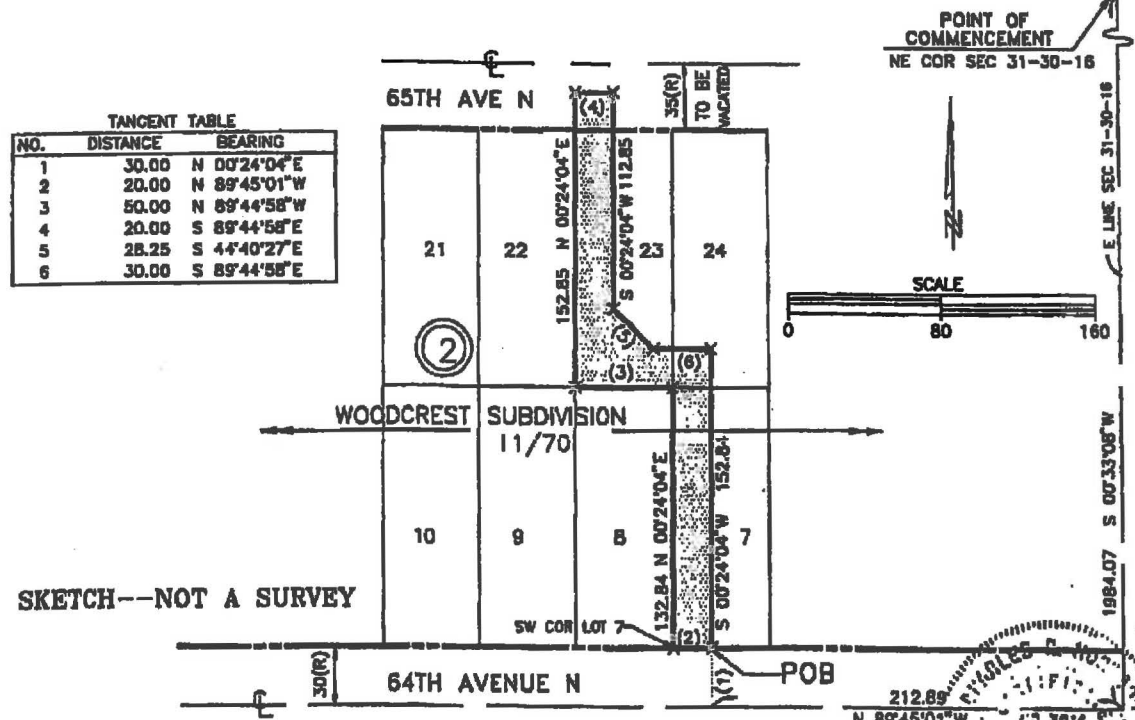 POINT OF
COMMENCEMENT
NE COR SEC 31-30-16
65TH AVE N
35(R)
TO BE
VACATED
E LINE SEC 31-30-16
TANGENT TABLE
NO. DISTANCE BEARING
1 30.00 N 00°24'04"E
2 20.00 N 89°45'01"W
3 50.00 N 89°44'58"W
4 20.00 S 89°44'58"E
5 28.25 S 44°40'27"E
6 30.00 S 89°44'58"E
(4)
152.85 N 00°24'04"E
S 00°24'04"W 112.85
21
22
23
24
SCALE
0 80 160
2
(5)
(6)
(3)
WOODCREST SUBDIVISION
11/70
132.84 N 00°24'04"E
S 00°24'04"W 152.84
1984.07 S 00°33'08"W
10
9
8
7
SKETCH--NOT A SURVEY
SW COR LOT 7
(2)
POB
30(R)
64TH AVENUE N
(1)
212.89
N 89°45'01"W